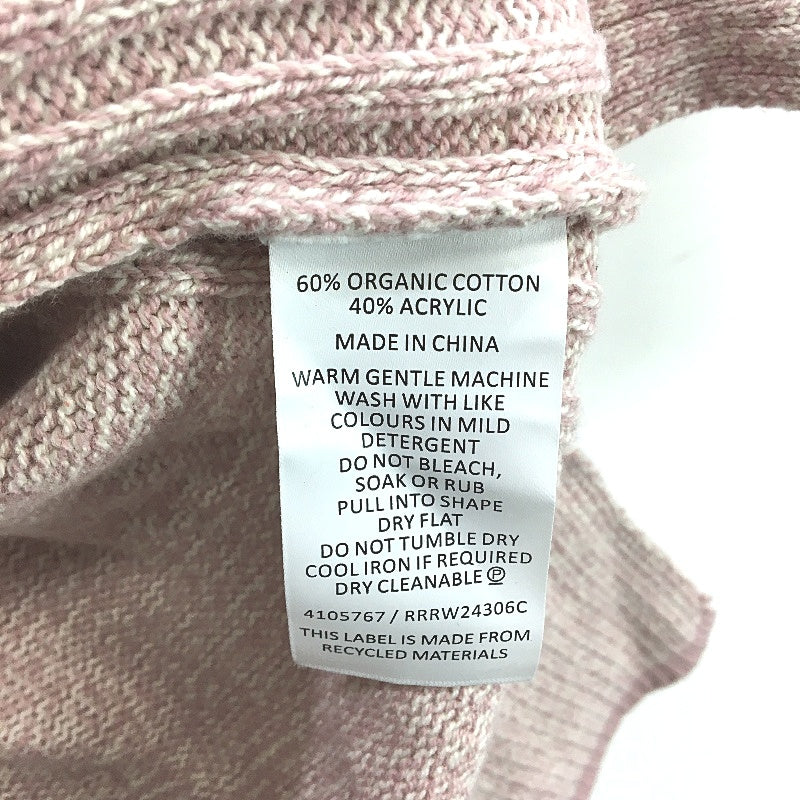 60% ORGANIC COTTON
40% ACRYLIC
MADE IN CHINA
WARM GENTLE MACHINE
WASH WITH LIKE
COLOURS IN MILD
DETERGENT
DO NOT BLEACH,
SOAK OR RUB
PULL INTO SHAPE
DRY FLAT
DO NOT TUMBLE DRY
COOL IRON IF REQUIRED
DRY CLEANABLE Ⓟ
4105767 / RRRW24306C
THIS LABEL IS MADE FROM
RECYCLED MATERIALS